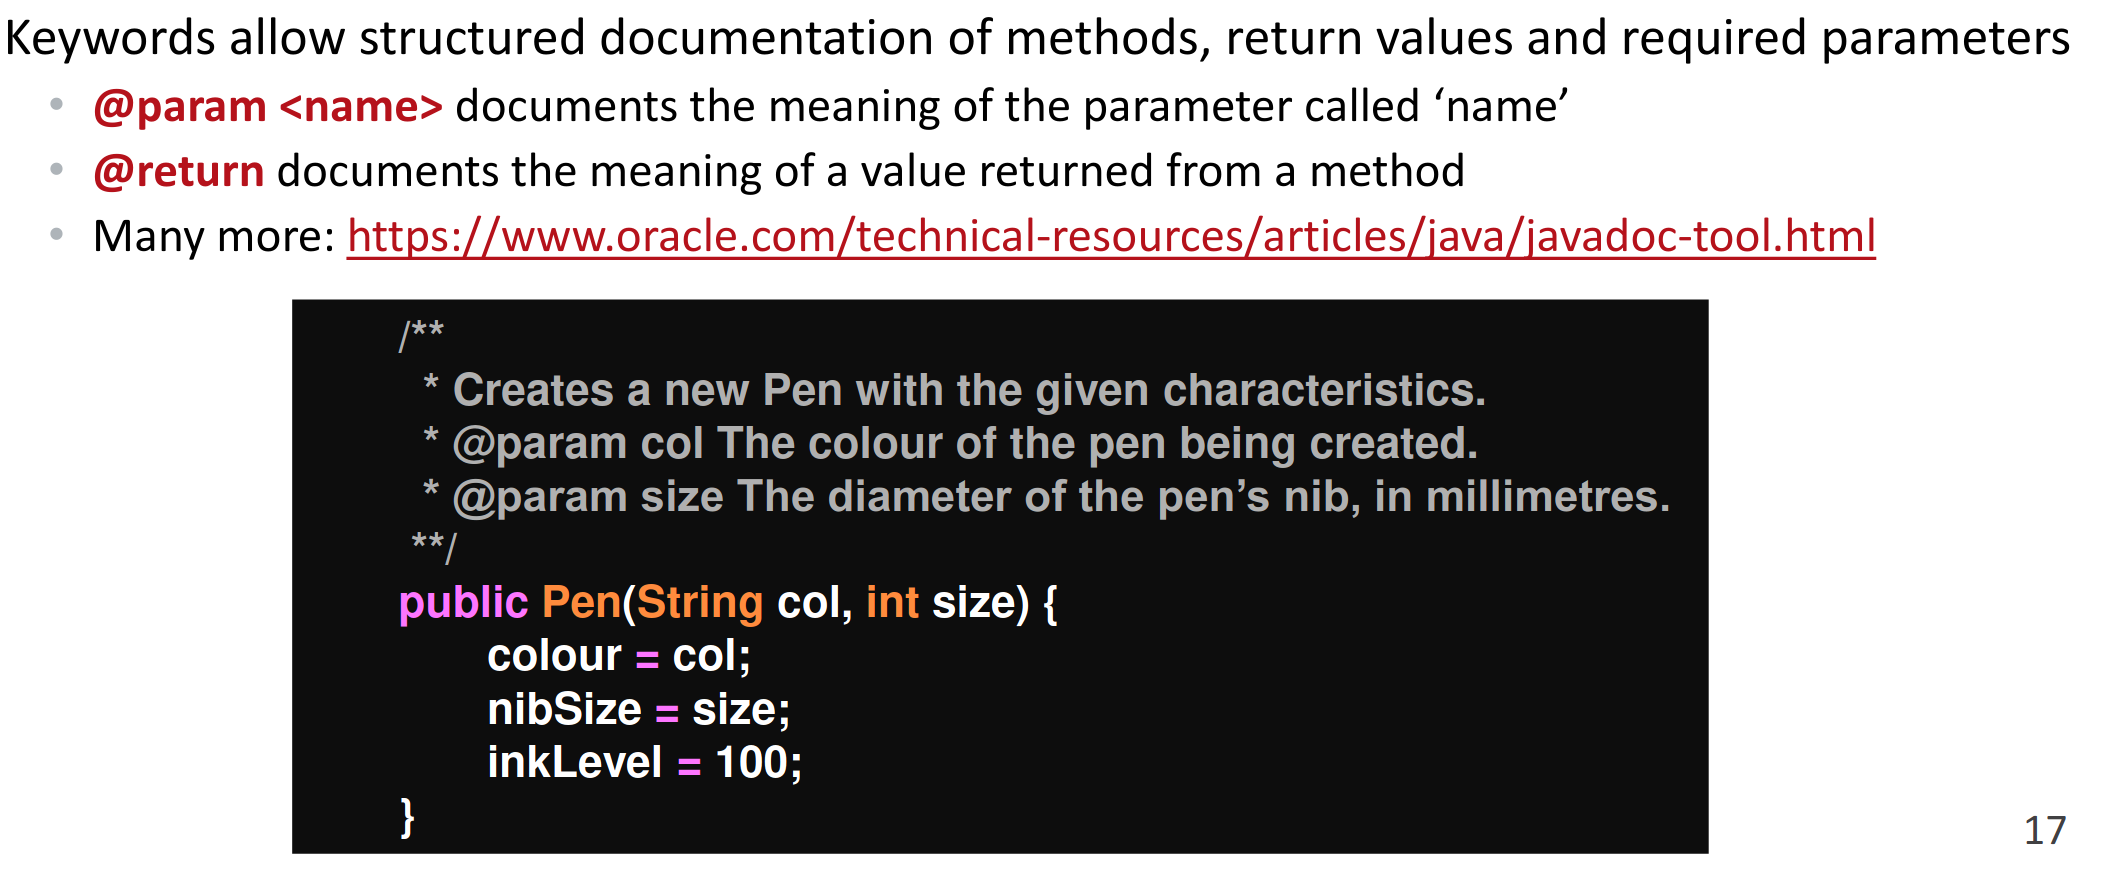 Keywords allow structured documentation of methods, return values and required parameters
• @param <name> documents the meaning of the parameter called ‘name’
• @return documents the meaning of a value returned from a method
• Many more: https://www.oracle.com/technical-resources/articles/java/javadoc-tool.html
/**
* Creates a new Pen with the given characteristics.
* @param col The colour of the pen being created.
* @param size The diameter of the pen’s nib, in millimetres.
**/
public Pen(String col, int size) {
colour = col;
nibSize = size;
inkLevel = 100;
}
17